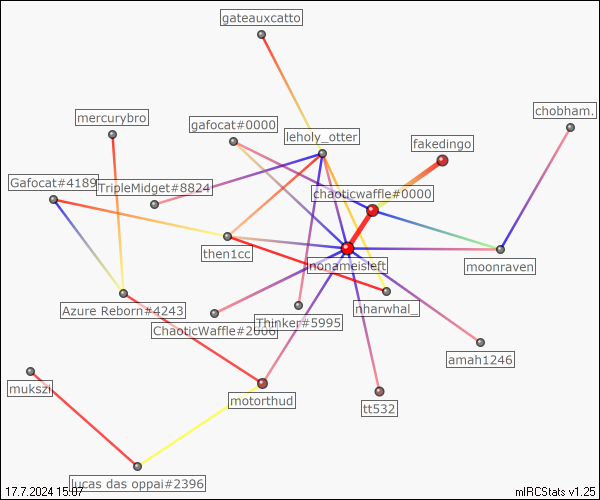 gateauxcatto
chobham.
mercurybro
gafocat#0000
leholy_otter
fakedingo
Gafocat#4189
TripleMidget#8824
chaoticwaffle#0000
then1cc
nonameisleft
moonraven
Azure Reborn#4243
ChaoticWaffle#2006
Thinker#5995
nharwhal_
amah1246
mukszi
motorthud
tt532
lucas das oppai#2396
17.7.2024 15:07
mIRCStats v1.25